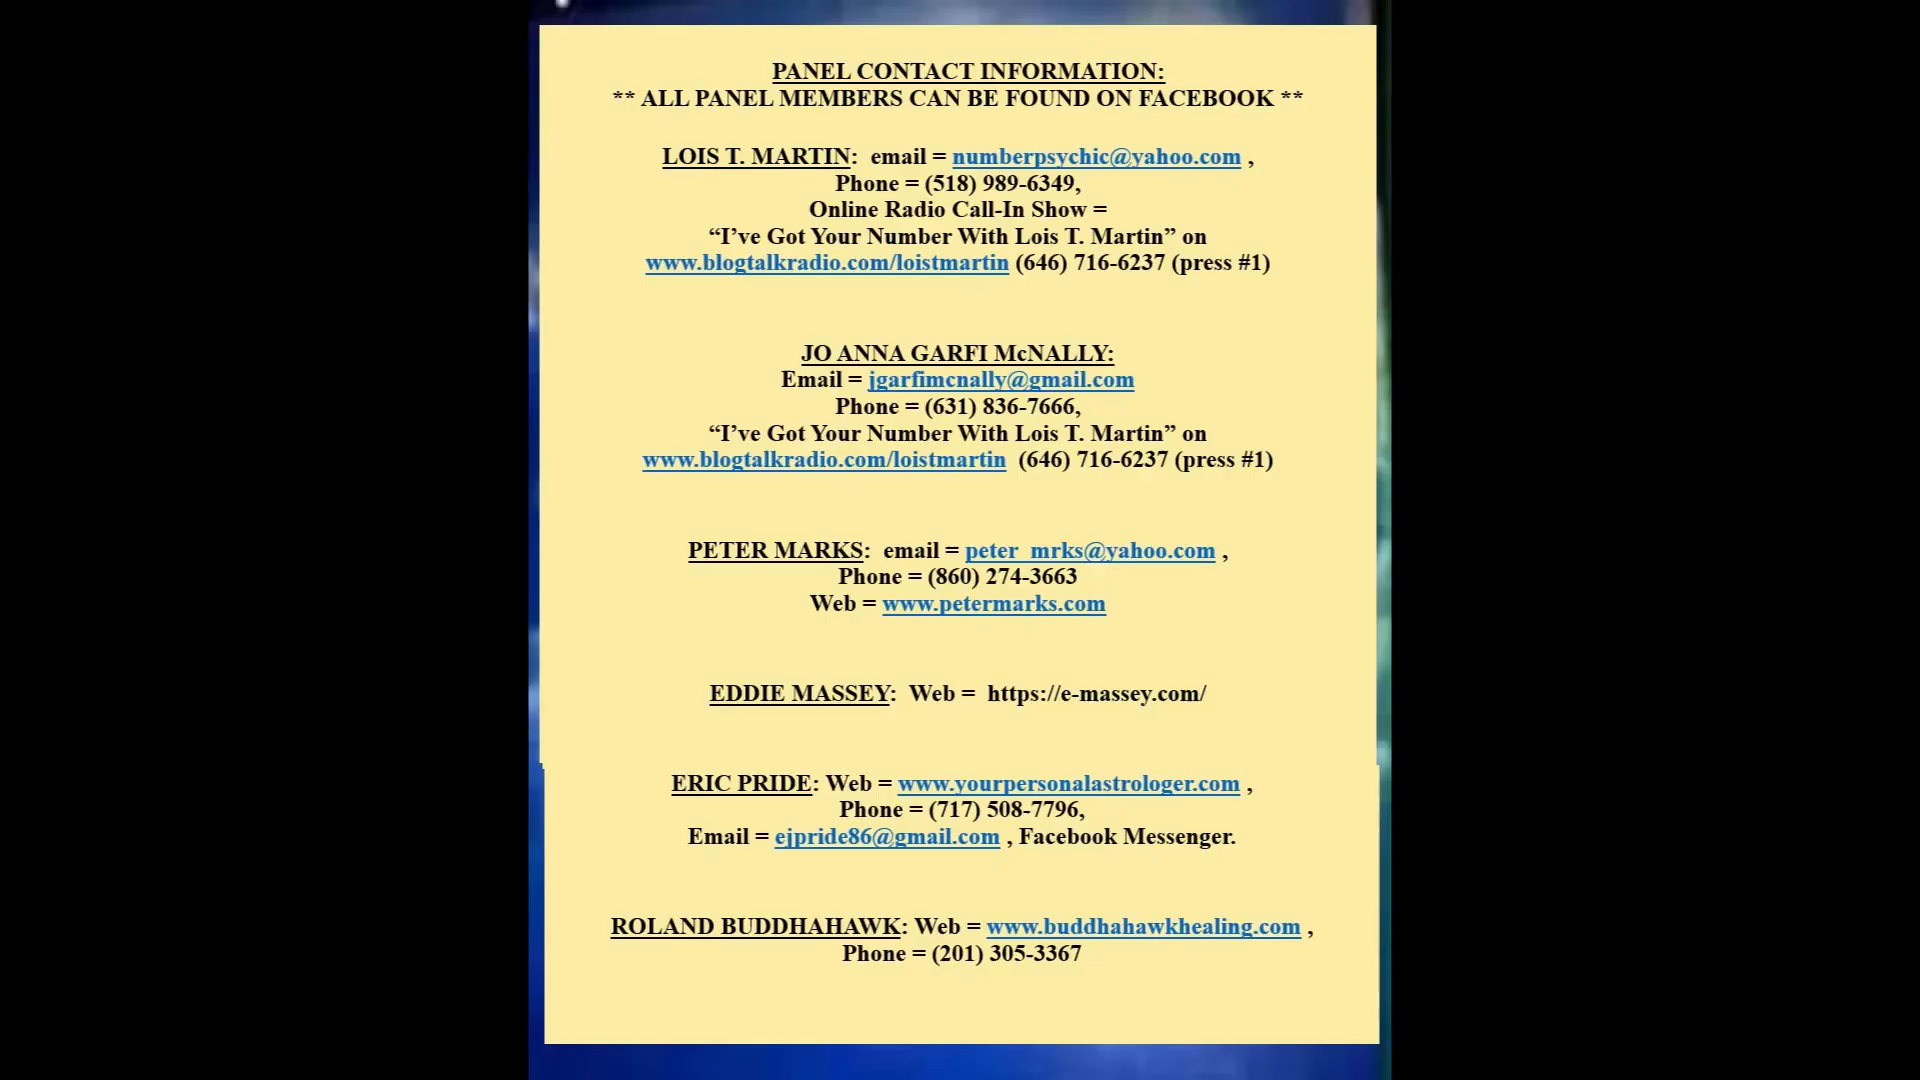 PANEL CONTACT INFORMATION:
** ALL PANEL MEMBERS CAN BE FOUND ON FACEBOOK **
LOIS T. MARTIN: email = numberpsychic@yahoo.com ,
Phone = (518) 989-6349,
Online Radio Call-In Show =
“I’ve Got Your Number With Lois T. Martin” on
www.blogtalkradio.com/loistmartin (646) 716-6237 (press #1)
JO ANNA GARFI McNALLY:
Email = jgarfimcnally@gmail.com
Phone = (631) 836-7666,
“I’ve Got Your Number With Lois T. Martin” on
www.blogtalkradio.com/loistmartin (646) 716-6237 (press #1)
PETER MARKS: email = peter_mrks@yahoo.com ,
Phone = (860) 274-3663
Web = www.petermarks.com
EDDIE MASSEY: Web = https://e-massey.com/
ERIC PRIDE: Web = www.yourpersonalastrologer.com ,
Phone = (717) 508-7796,
Email = ejpride86@gmail.com , Facebook Messenger.
ROLAND BUDDHAHAWK: Web = www.buddhahawkhealing.com ,
Phone = (201) 305-3367